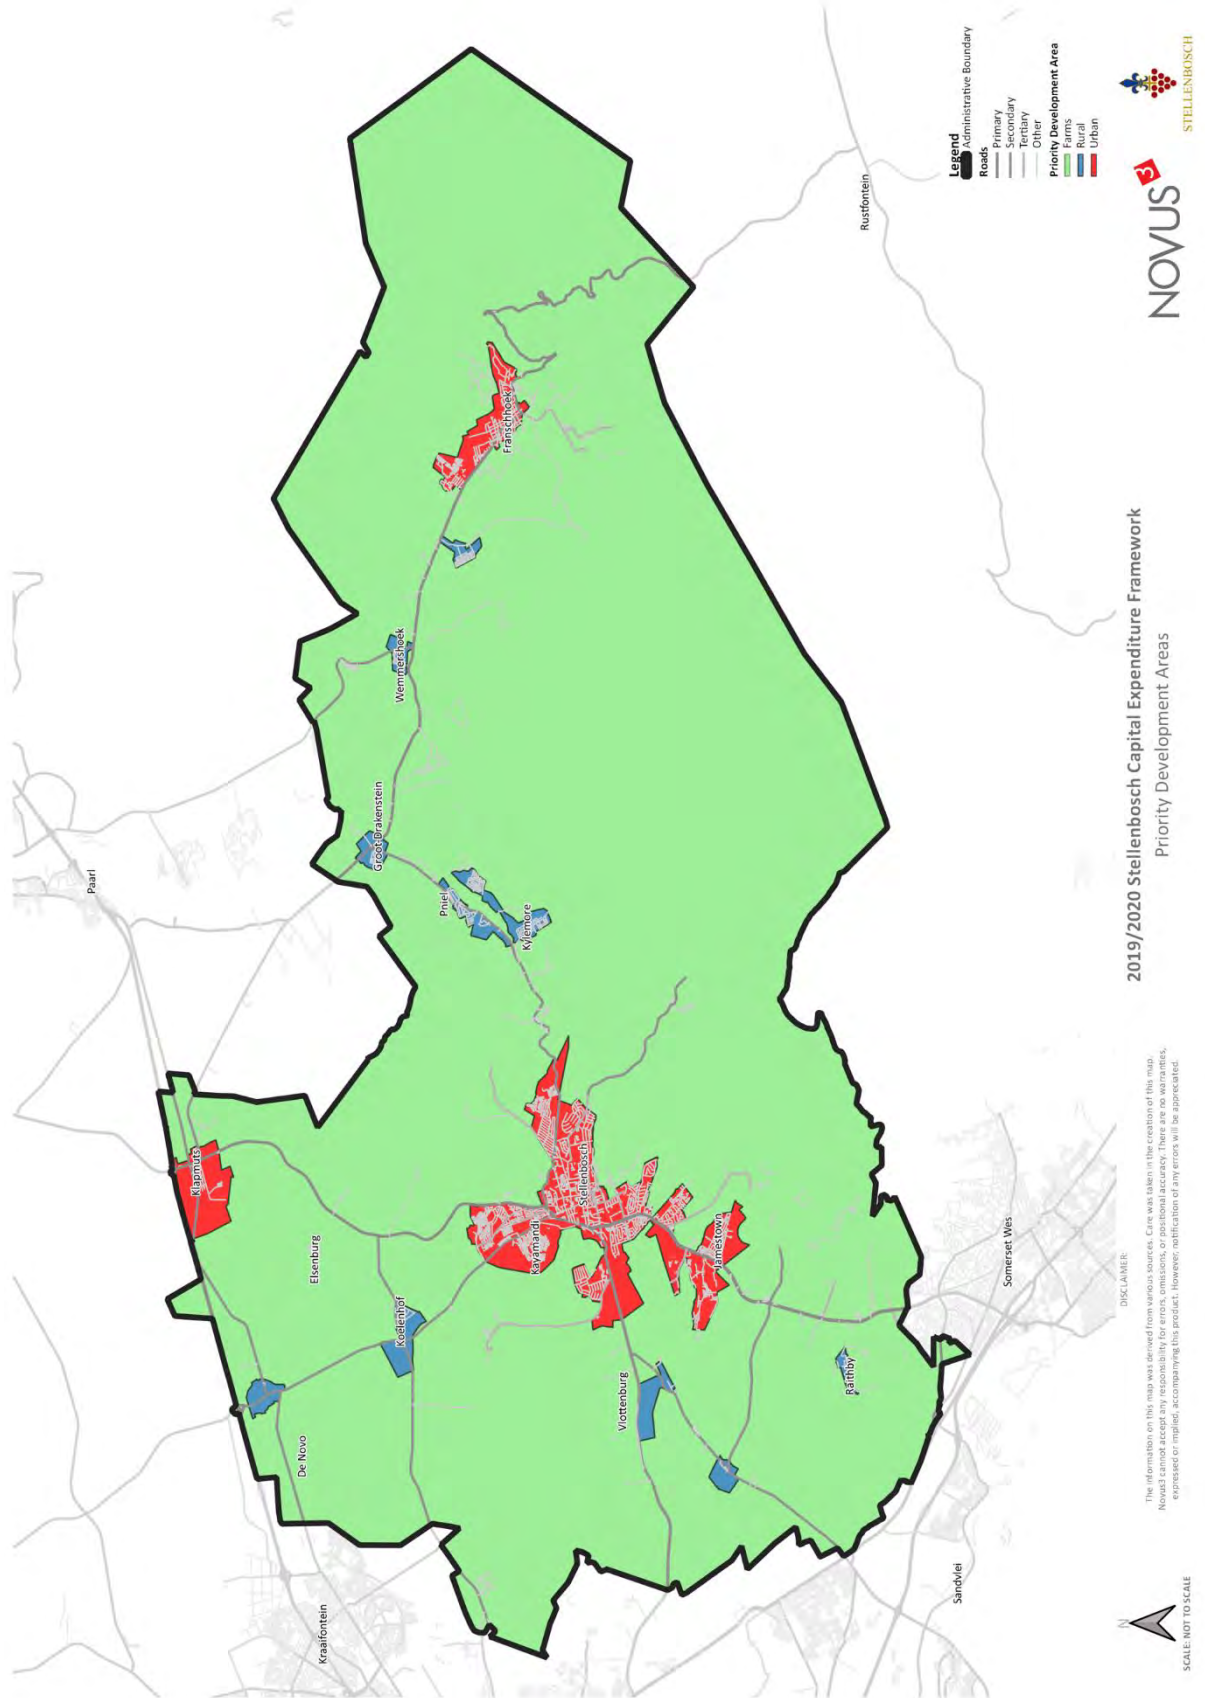 Paarl
Klapmuts
Elsenburg
Koelenhof
De Novo
Kraaifontein
Groot Drakenstein
Wemmershoek
Franschhoek
Pniel
Kylemore
Stellenbosch
Kayamandi
Jamestown
Vlottenburg
Raithby
Somerset Wes
Sandvlei
Rustfontein
Legend
Administrative Boundary
Roads
Primary
Secondary
Tertiary
Other
Priority Development Area
Farms
Rural
Urban
2019/2020 Stellenbosch Capital Expenditure Framework
Priority Development Areas
DISCLAIMER:
The information on this map was derived from various sources. Care was taken in the creation of this map.
Novus3 cannot accept any responsibility for errors, omissions, or positional accuracy. There are no warranties,
expressed or implied, accompanying this product. However, notification of any errors will be appreciated.
N
SCALE: NOT TO SCALE
NOVUS3
STELLENBOSCH